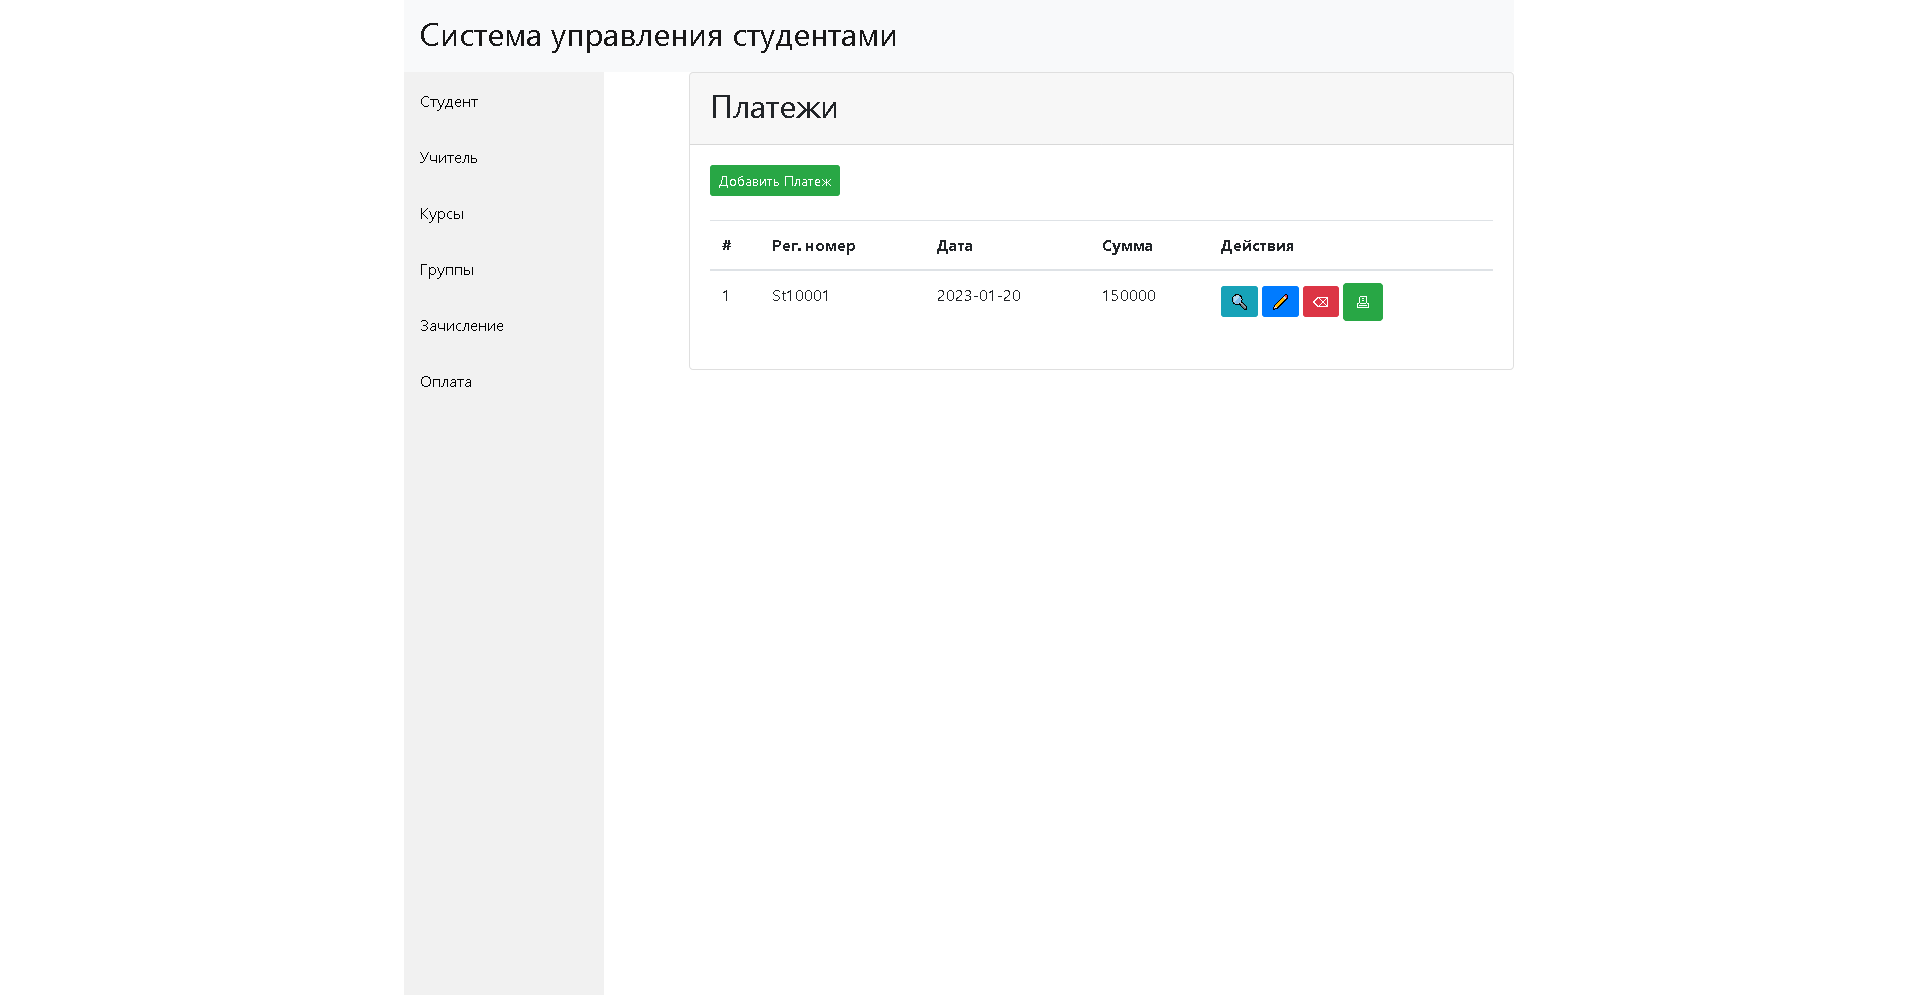 Система управления студентами
Студент
Учитель
Курсы
Группы
Зачисление
Оплата
Платежи
Добавить Платеж
# Рег. номер Дата Сумма Действия
1 St10001 2023-01-20 150000